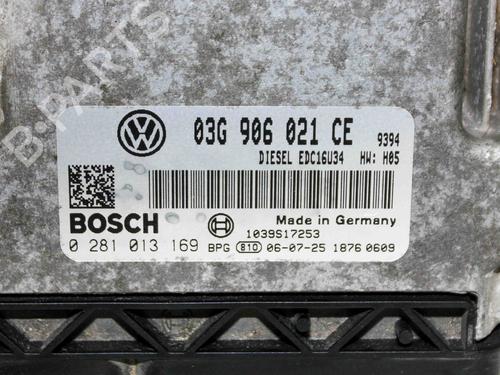 B-PARTS
VW
03G 906 021 CE 9394
DIESEL EDC16U34 HW: H05
BOSCH
Made in Germany
1039S17253
0 281 013 169 BPG 810 06-07-25 1876 0609